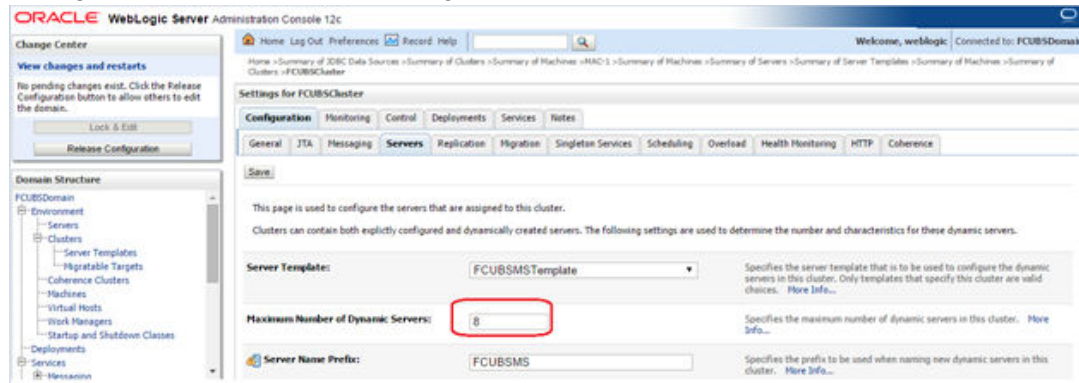 ORACLE WebLogic Server Administration Console 12c
Change Center
View changes and restarts
No pending changes exist. Click the Release
Configuration button to allow others to edit
the domain.
Lock & Edit
Release Configuration
Domain Structure
FCUBSDomain
Environment
Servers
Clusters
Server Templates
Migratable Targets
Coherence Clusters
Machines
Virtual Hosts
Work Managers
Startup and Shutdown Classes
Deployments
Services
Messaging
Home Log Out Preferences Record Help
Welcome, weblogic Connected to: FCUBSDomain
Home >Summary of JDBC Data Sources >Summary of Clusters >Summary of Machines >MAC-1 >Summary of Machines >Summary of Servers >Summary of Server Templates >Summary of Machines >Summary of
Clusters >FCUBSCluster
Settings for FCUBSCluster
Configuration Monitoring Control Deployments Services Notes
General JTA Messaging Servers Replication Migration Singleton Services Scheduling Overload Health Monitoring HTTP Coherence
Save
This page is used to configure the servers that are assigned to this cluster.
Clusters can contain both explictly configured and dynamically created servers. The following settings are used to determine the number and characteristics for these dynamic servers.
Server Template: FCUBSMSTemplate
Specifies the server template that is to be used to configure the dynamic
servers in this cluster. Only templates that specify this cluster are valid
choices. More Info...
Maximum Number of Dynamic Servers: 8
Specifies the maximum number of dynamic servers in this cluster. More
Info...
Server Name Prefix: FCUBSMS
Specifies the prefix to be used when naming new dynamic servers in this
cluster. More Info...